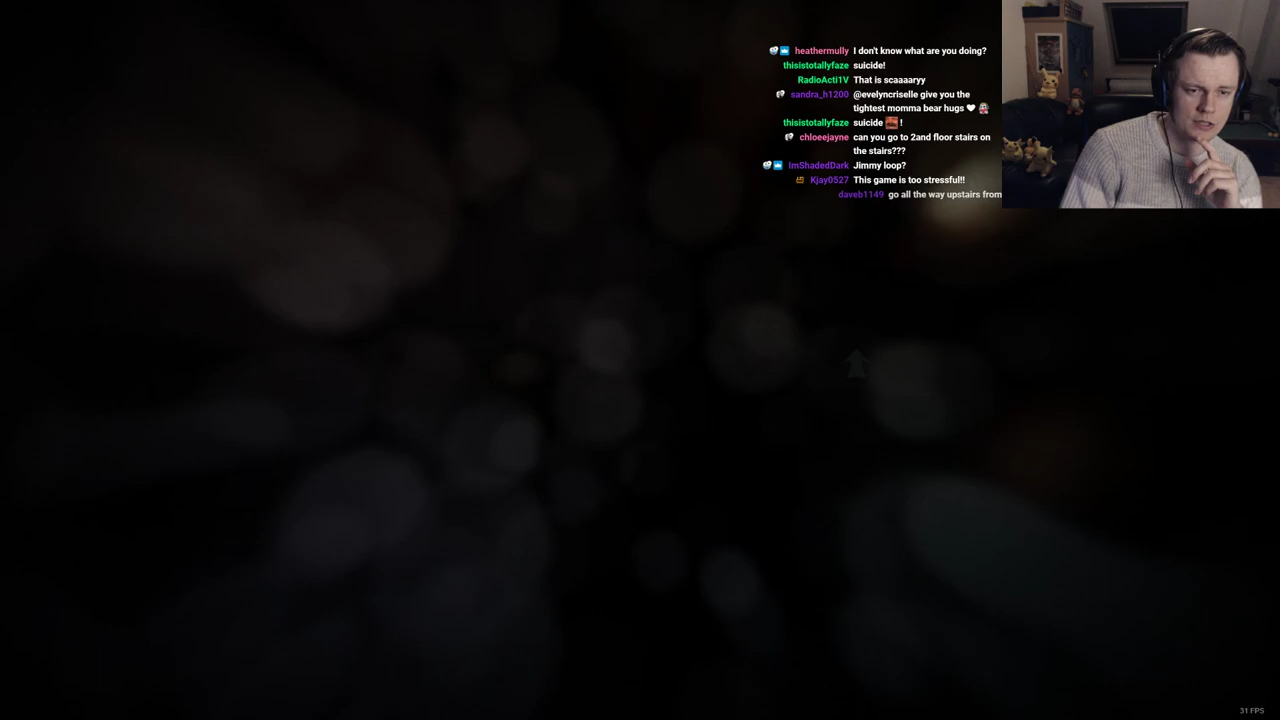 heathermully I don't know what are you doing?
thisistotallyfaze suicide!
RadioActi1V That is scaaaaryy
sandra_h1200 @evelyncriselle give you the
tightest momma bear hugs
thisistotallyfaze suicide !
chloeejayne can you go to 2and floor stairs on
the stairs???
ImShadedDark Jimmy loop?
Kjay0527 This game is too stressful!!
daveb1149 go all the way upstairs from
31 FPS